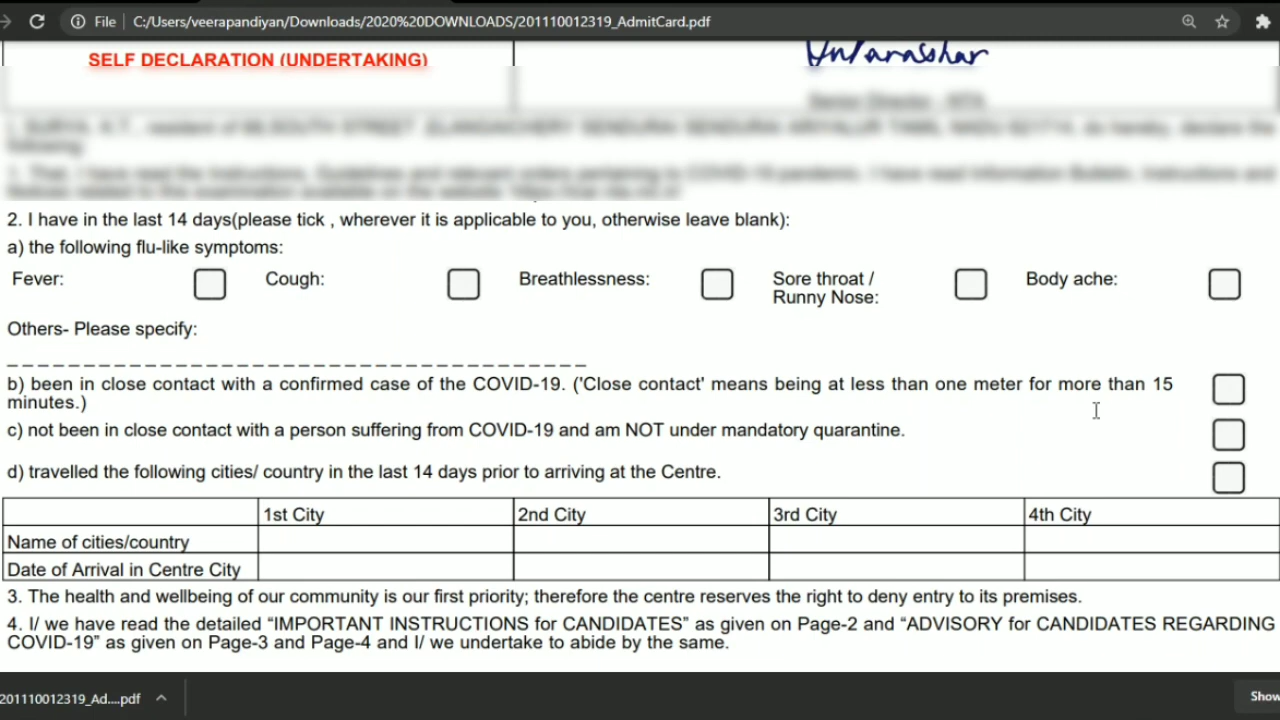 File | C:/Users/veerapandiyan/Downloads/2020%20DOWNLOADS/201110012319_AdmitCard.pdf
SELF DECLARATION (UNDERTAKING)
2. I have in the last 14 days(please tick , wherever it is applicable to you, otherwise leave blank):
a) the following flu-like symptoms:
Fever: Cough: Breathlessness: Sore throat / Body ache:
Runny Nose:
Others- Please specify:
b) been in close contact with a confirmed case of the COVID-19. ('Close contact' means being at less than one meter for more than 15
minutes.)
c) not been in close contact with a person suffering from COVID-19 and am NOT under mandatory quarantine.
d) travelled the following cities/ country in the last 14 days prior to arriving at the Centre.
1st City 2nd City 3rd City 4th City
Name of cities/country
Date of Arrival in Centre City
3. The health and wellbeing of our community is our first priority; therefore the centre reserves the right to deny entry to its premises.
4. I/ we have read the detailed “IMPORTANT INSTRUCTIONS for CANDIDATES” as given on Page-2 and “ADVISORY for CANDIDATES REGARDING
COVID-19” as given on Page-3 and Page-4 and I/ we undertake to abide by the same.
201110012319_Ad....pdf
Show